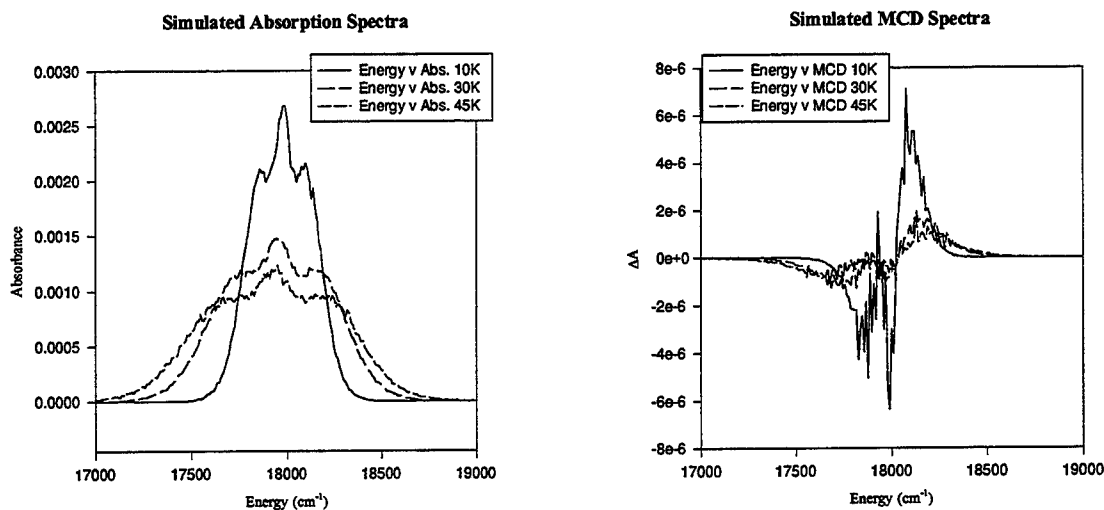 Simulated Absorption Spectra
Energy v Abs. 10K
Energy v Abs. 30K
Energy v Abs. 45K
0.0030
0.0025
0.0020
0.0015
0.0010
0.0005
0.0000
Absorbance
17000 17500 18000 18500 19000
Energy (cm⁻¹)
Simulated MCD Spectra
Energy v MCD 10K
Energy v MCD 30K
Energy v MCD 45K
8e-6
6e-6
4e-6
2e-6
0e+0
-2e-6
-4e-6
-6e-6
-8e-6
ΔA
17000 17500 18000 18500 19000
Energy (cm⁻¹)